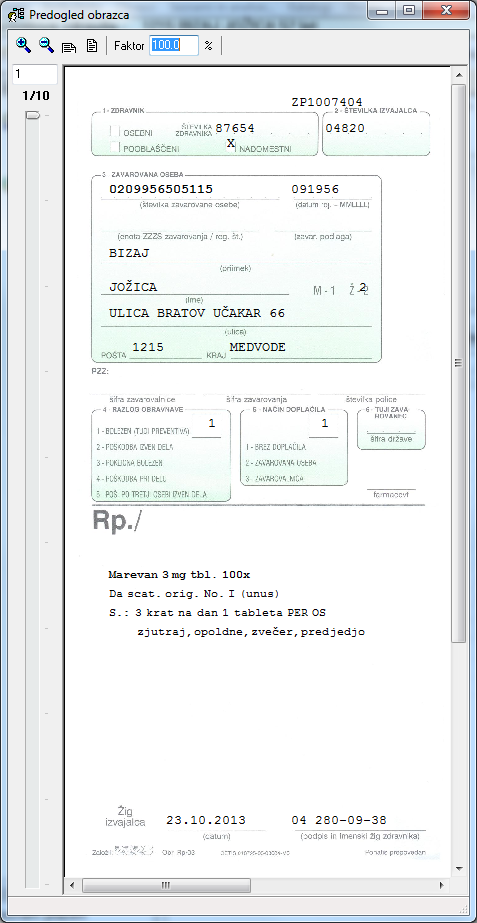 Predogled obrazca
Faktor 100.0 %
1
1/10
ZP1007404
1 - ZDRAVNIK
2 - ŠTEVILKA IZVAJALCA
OSEBNI ŠTEVILKA ZDRAVNIKA 87654
04820
POOBLAŠČENI X NADOMESTNI
3 - ZAVAROVANA OSEBA
0209956505115 091956
(številka zavarovane osebe) (datum roj. - MMLLLL)
(enota ZZZS zavarovanja / reg. št.) (zavar. podlaga)
BIZAJ
(priimek)
JOŽICA M - 1 Ž - 2
(ime)
ULICA BRATOV UČAKAR 66
(ulica)
POŠTA 1215 KRAJ MEDVODE
PZZ:
šifra zavarovalnice šifra zavarovanja številka police
4 - RAZLOG OBRAVNAVE
5 - NAČIN DOPLAČILA
6 - TUJI ZAVAROVANEC
1 - BOLEZEN (TUDI PREVENTIVA) 1
1
šifra države
2 - POŠKODBA IZVEN DELA
1 - BREZ DOPLAČILA
3 - POKLICNA BOLEZEN
2 - ZAVAROVANA OSEBA
4 - POŠKODBA PRI DELU
3 - ZAVAROVALNICA
5 - POŠ. PO TRETJI OSEBI IZVEN DELA
farmacevt
Rp./
Marevan 3 mg tbl. 100x
Da scat. orig. No. I (unus)
S.: 3 krat na dan 1 tableta PER OS
zjutraj, opoldne, zvečer, predjedjo
Žig izvajalca
23.10.2013 04 280-09-38
(datum) (podpis in imenski žig zdravnika)
Založil:
Obr. Rp/03
Ponatis prepovedan